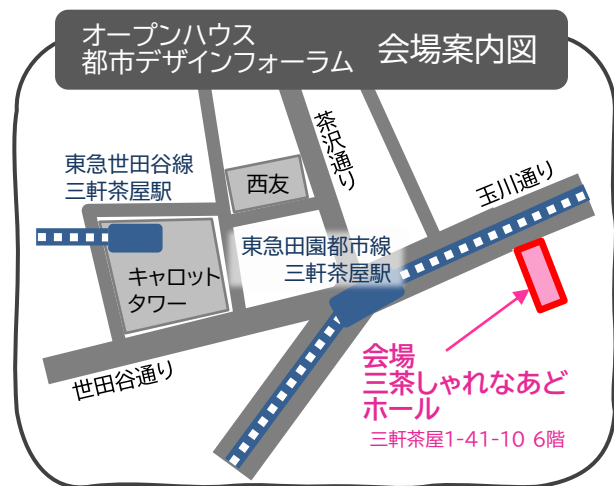 オープンハウス
都市デザインフォーラム
会場案内図
東急世田谷線
三軒茶屋駅
西友
茶沢通り
玉川通り
東急田園都市線
三軒茶屋駅
キャロット
タワー
世田谷通り
会場
三茶しゃれなあど
ホール
三軒茶屋1-41-10 6階